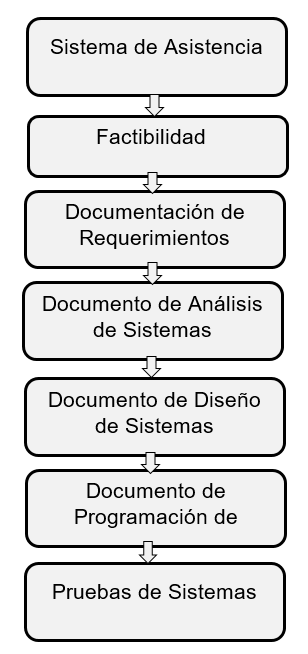 Sistema de Asistencia
Factibilidad
Documentación de
Requerimientos
Documento de Análisis
de Sistemas
Documento de Diseño
de Sistemas
Documento de
Programación de
Pruebas de Sistemas